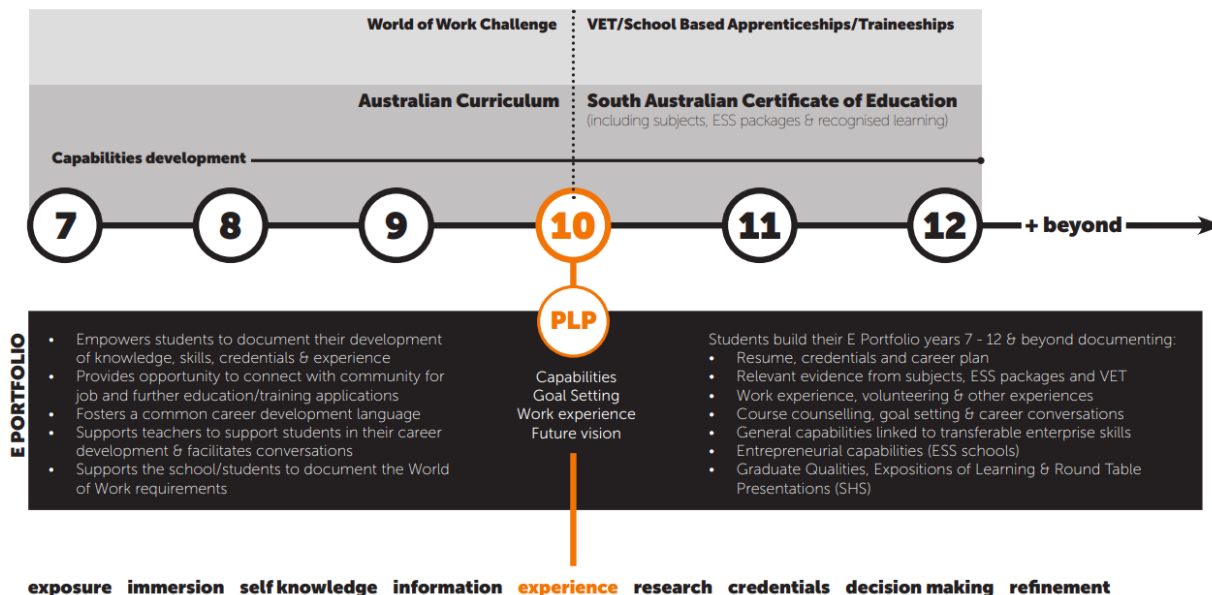 World of Work Challenge
VET/School Based Apprenticeships/Traineeships
Australian Curriculum
South Australian Certificate of Education
(including subjects, ESS packages & recognised learning)
Capabilities development
7
8
9
10
11
12
+ beyond
PLP
E PORTFOLIO
• Empowers students to document their development
of knowledge, skills, credentials & experience
• Provides opportunity to connect with community for
job and further education/training applications
• Fosters a common career development language
• Supports teachers to support students in their career
development & facilitates conversations
• Supports the school/students to document the World
of Work requirements
Capabilities
Goal Setting
Work experience
Future vision
Students build their E Portfolio years 7 - 12 & beyond documenting:
• Resume, credentials and career plan
• Relevant evidence from subjects, ESS packages and VET
• Work experience, volunteering & other experiences
• Course counselling, goal setting & career conversations
• General capabilities linked to transferable enterprise skills
• Entrepreneurial capabilities (ESS schools)
• Graduate Qualities, Expositions of Learning & Round Table
Presentations (SHS)
exposure immersion self knowledge information experience research credentials decision making refinement